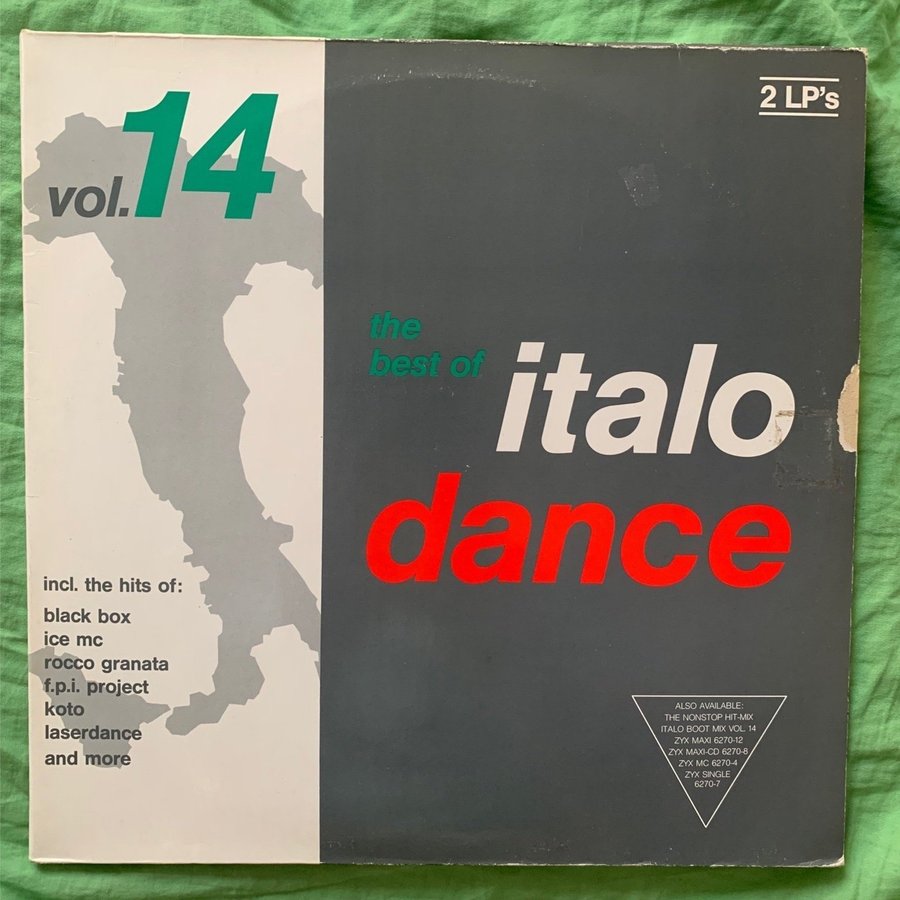 vol. 14
2 LP's
the
best of
italo
dance
incl. the hits of:
black box
ice mc
rocco granata
f.p.i. project
koto
laserdance
and more
ALSO AVAILABLE:
THE NONSTOP HIT-MIX
ITALO BOOT MIX VOL. 14
ZYX MAXI 6270-12
ZYX MAXI-CD 6270-8
ZYX MC 6270-4
ZYX SINGLE
6270-7